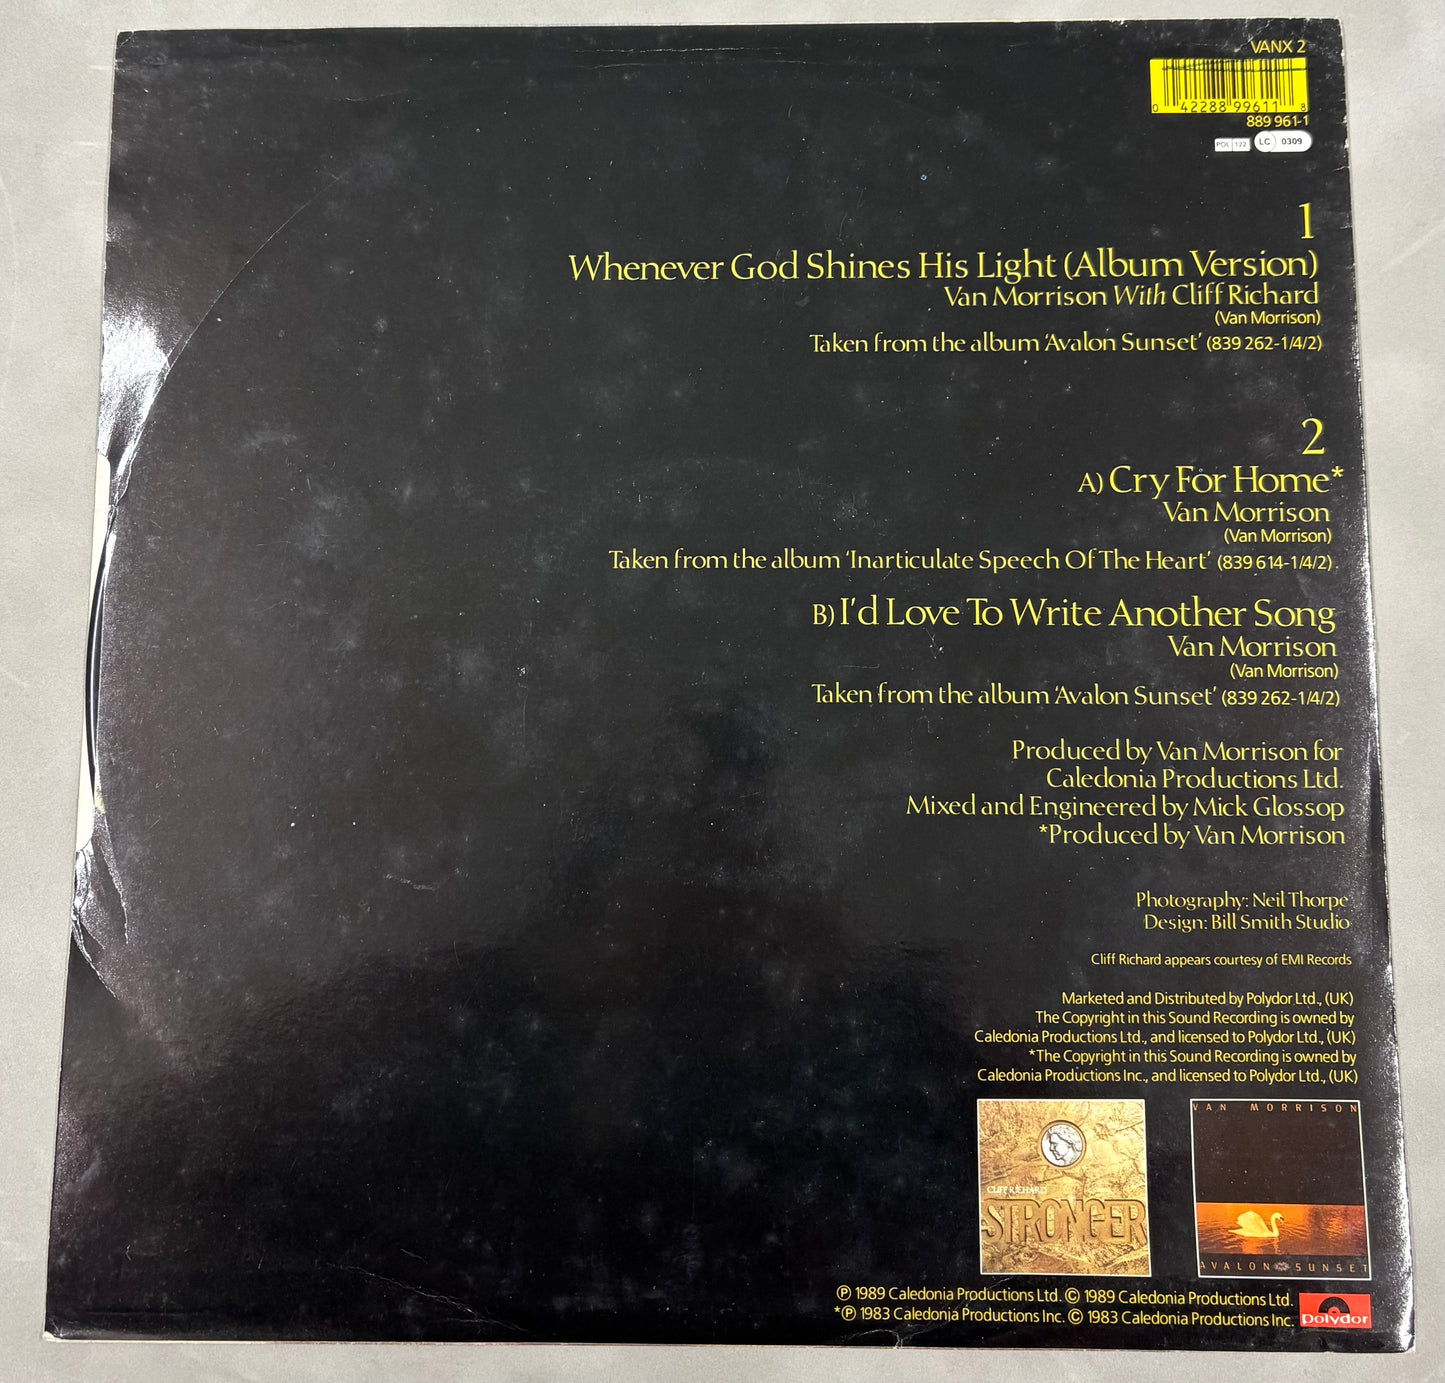 VANX 2
0 42288 99611 8
889 961-1
POL 122 LC 0309
1
Whenever God Shines His Light (Album Version)
Van Morrison With Cliff Richard
(Van Morrison)
Taken from the album 'Avalon Sunset' (839 262-1/4/2)
2
A) Cry For Home*
Van Morrison
(Van Morrison)
Taken from the album 'Inarticulate Speech Of The Heart' (839 614-1/4/2)
B) I'd Love To Write Another Song
Van Morrison
(Van Morrison)
Taken from the album 'Avalon Sunset' (839 262-1/4/2)
Produced by Van Morrison for
Caledonia Productions Ltd.
Mixed and Engineered by Mick Glossop
*Produced by Van Morrison
Photography: Neil Thorpe
Design: Bill Smith Studio
Cliff Richard appears courtesy of EMI Records
Marketed and Distributed by Polydor Ltd., (UK)
The Copyright in this Sound Recording is owned by
Caledonia Productions Ltd., and licensed to Polydor Ltd., (UK)
*The Copyright in this Sound Recording is owned by
Caledonia Productions Inc., and licensed to Polydor Ltd., (UK)
CLIFF RICHARD
STRONGER
VAN MORRISON
AVALON SUNSET
℗ 1989 Caledonia Productions Ltd. © 1989 Caledonia Productions Ltd.
*℗ 1983 Caledonia Productions Inc. © 1983 Caledonia Productions Inc.
polydor